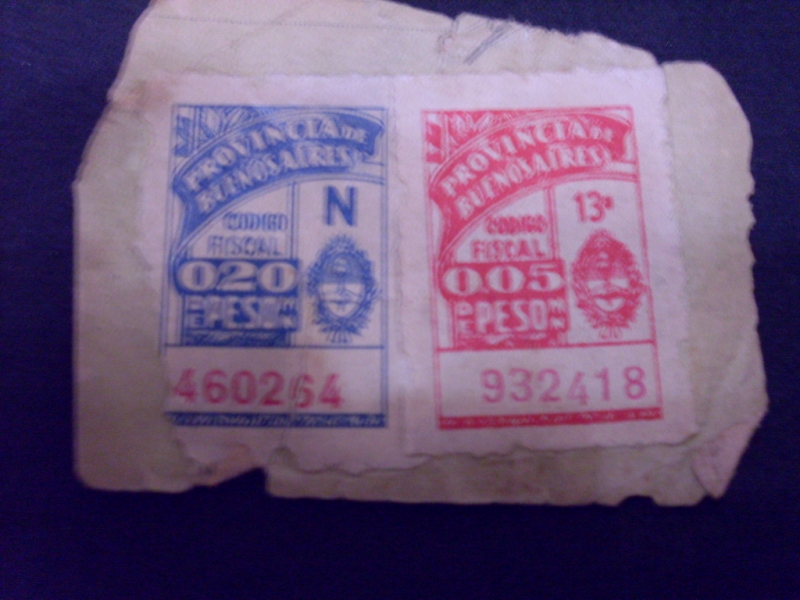 PROVINCIA DE
BUENOS AIRES
N
CODIGO
FISCAL
0.20
DE PESO M/N
460264
PROVINCIA DE
BUENOS AIRES
13ª
CODIGO
FISCAL
0.05
DE PESO M/N
932418